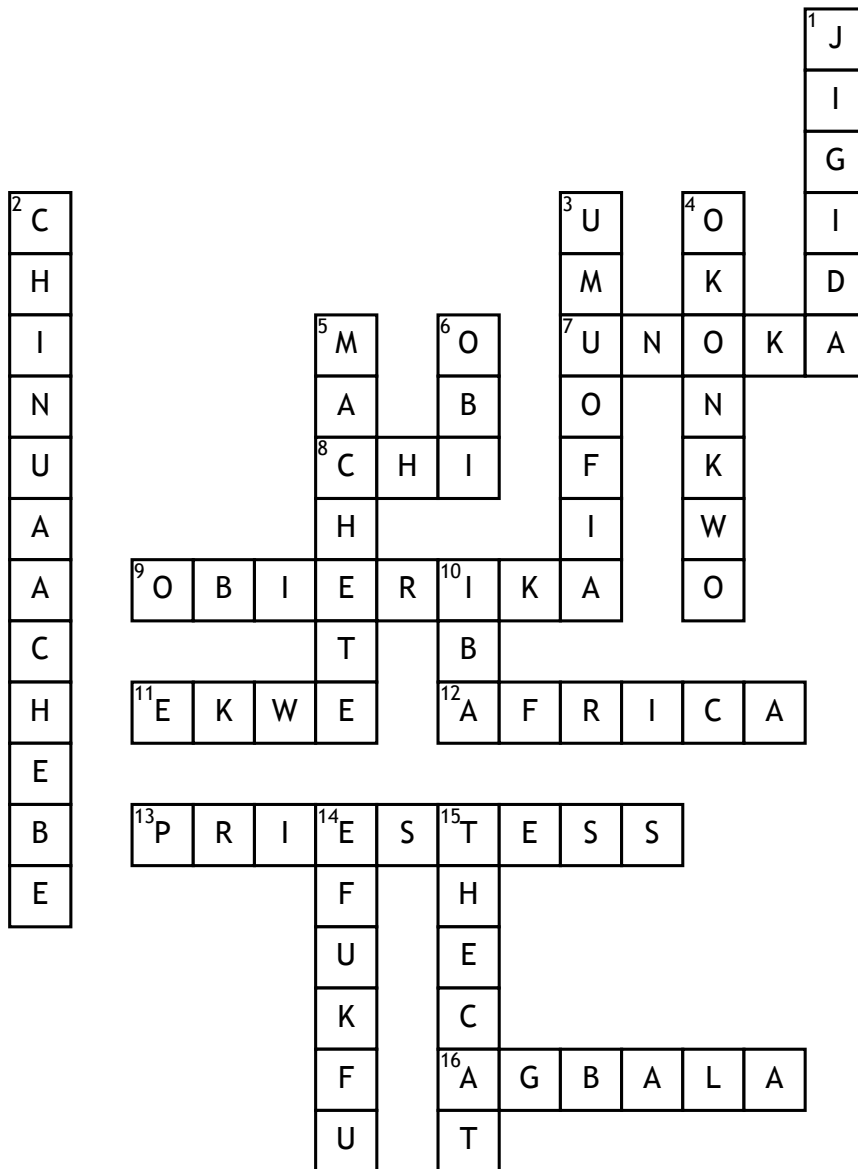 1 J
I
G
2 C 3 U 4 O I
H M K D
I 5 M 6 O 7 U N O K A
N A B O N
U 8 C H I F K
A H I W
A 9 O B I E R 10 I K A O
C T B
H 11 E K W E 12 A F R I C A
E
B 13 P R I 14 E S 15 T E S S
E F H
U E
K C
F 16 A G B A L A
U T